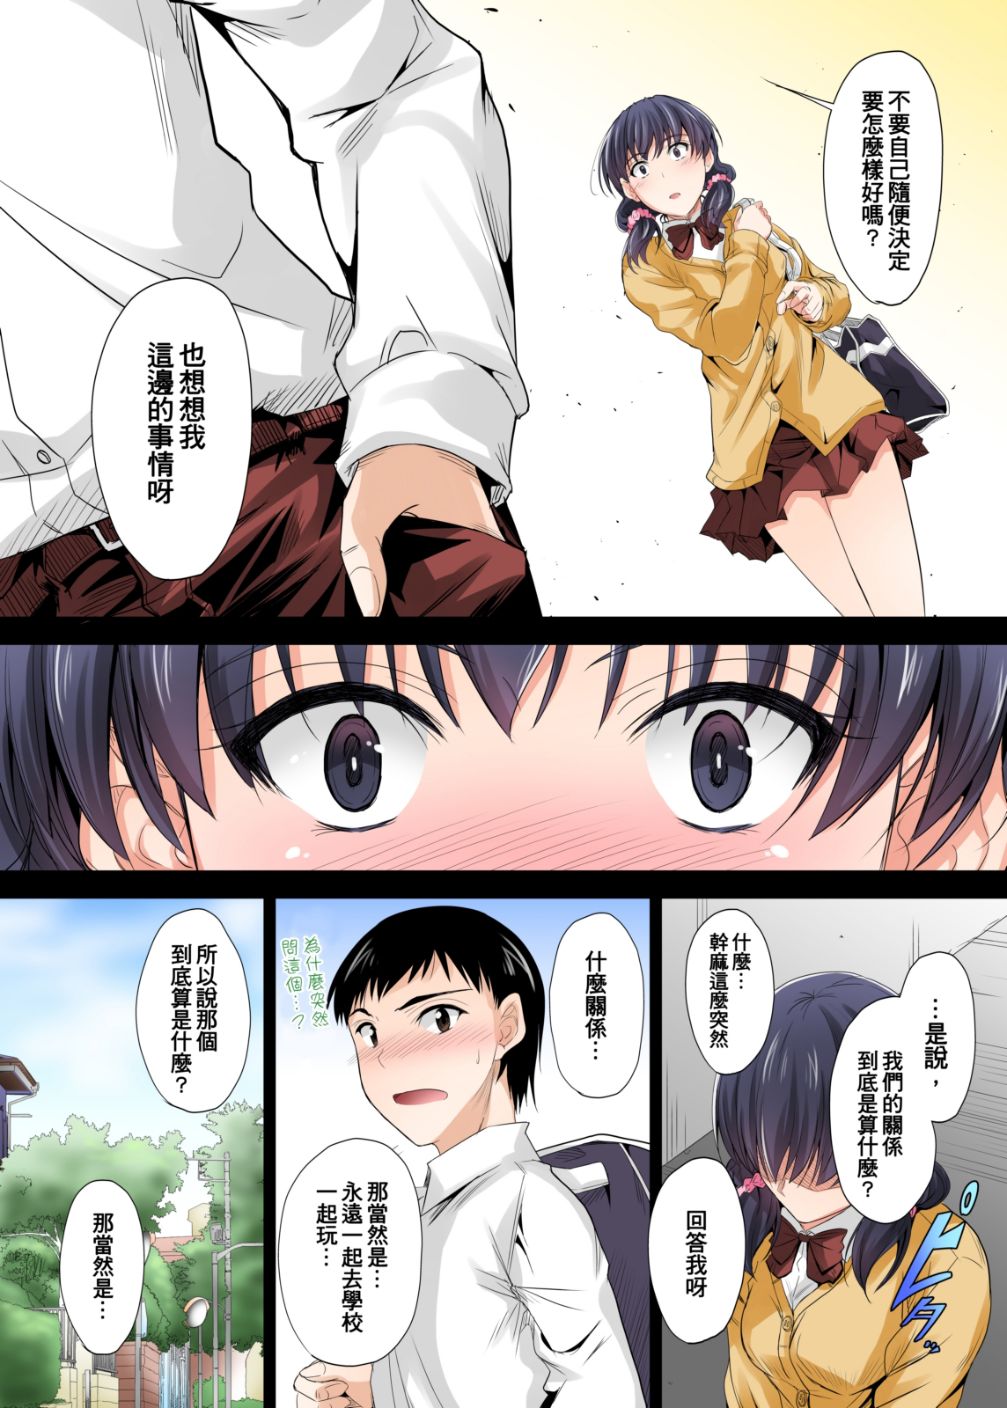 不要自己隨便決定
要怎麼樣好嗎？
也想想我
這邊的事情呀
…是說，
我們的關係
到底是算什麼？
什麼…
幹麻這麼突然
回答我呀
ピタッ
什麼關係…
為什麼突然
問這個…？
那當然是…
永遠一起去學校
一起玩…
所以說那個
到底算是什麼？
那當然是…